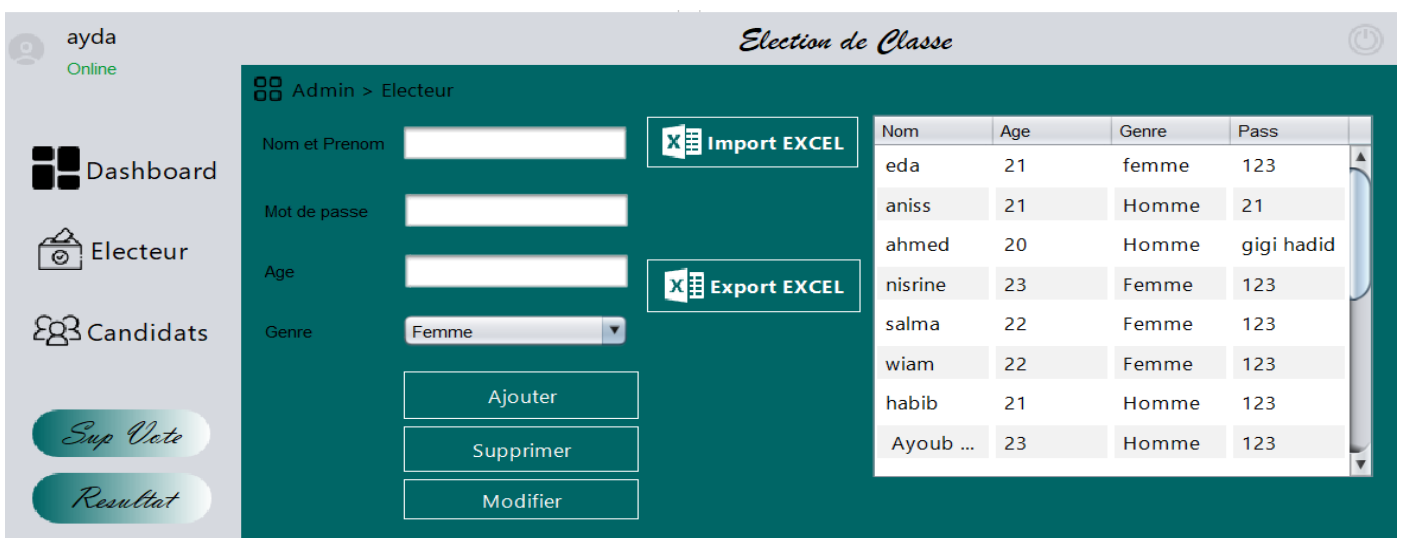 ayda
Online
Election de Classe
Admin > Electeur
Dashboard
Electeur
Candidats
Sup Vote
Resultat
Nom et Prenom
Mot de passe
Age
Genre
Femme
Ajouter
Supprimer
Modifier
Import EXCEL
Export EXCEL
Nom Age Genre Pass
eda 21 femme 123
aniss 21 Homme 21
ahmed 20 Homme gigi hadid
nisrine 23 Femme 123
salma 22 Femme 123
wiam 22 Femme 123
habib 21 Homme 123
Ayoub ... 23 Homme 123